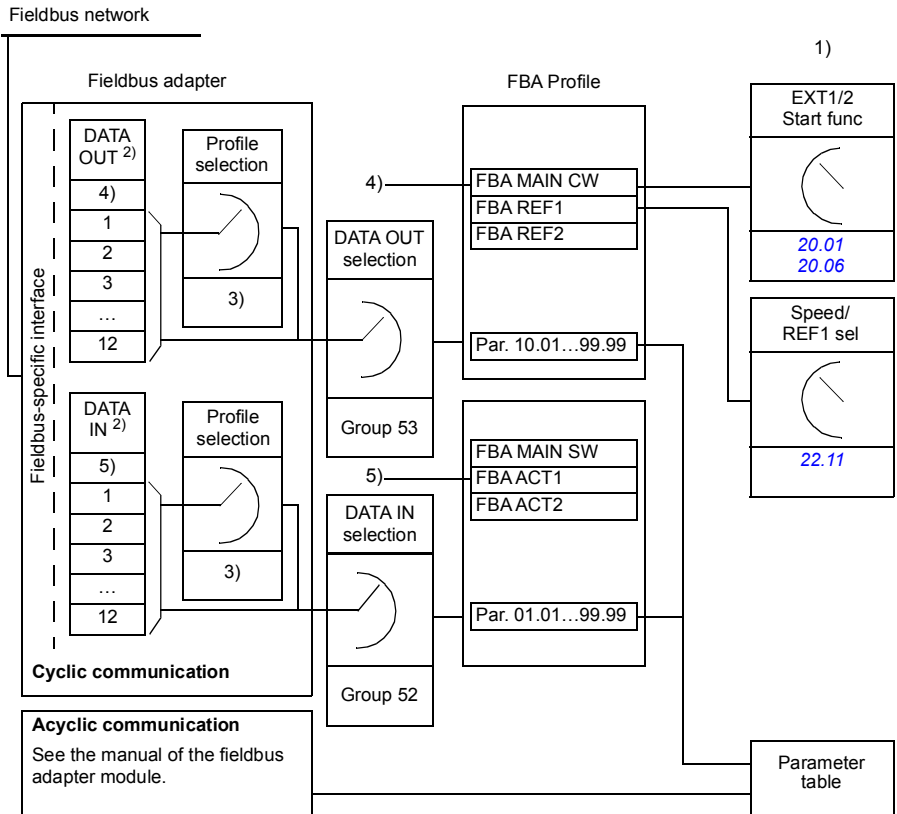 Fieldbus network
1)
Fieldbus adapter
FBA Profile
Fieldbus-specific interface
DATA
OUT 2)
4)
1
2
3
…
12
Profile
selection
3)
DATA OUT
selection
Group 53
4)
FBA MAIN CW
FBA REF1
FBA REF2
Par. 10.01…99.99
EXT1/2
Start func
20.01
20.06
Speed/
REF1 sel
22.11
DATA
IN 2)
5)
1
2
3
…
12
Profile
selection
3)
DATA IN
selection
Group 52
5)
FBA MAIN SW
FBA ACT1
FBA ACT2
Par. 01.01…99.99
Cyclic communication
Acyclic communication
See the manual of the fieldbus
adapter module.
Parameter
table